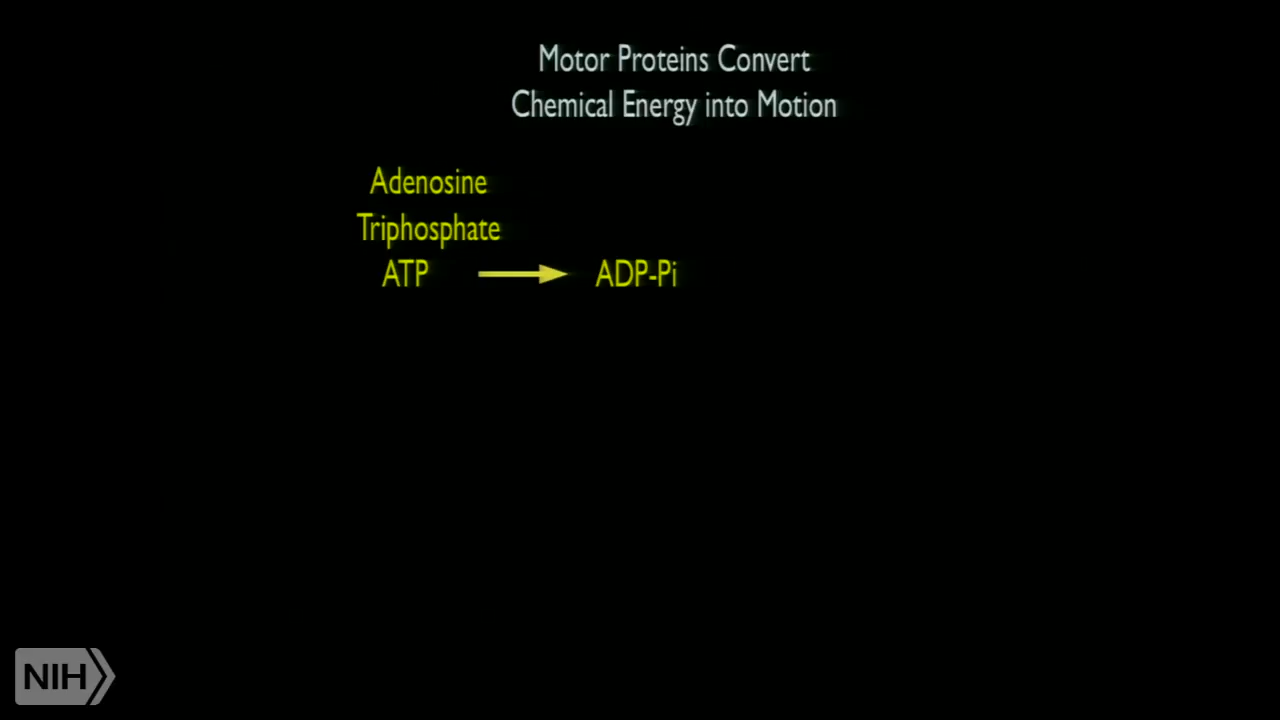 Motor Proteins Convert
Chemical Energy into Motion
Adenosine
Triphosphate
ATP → ADP-Pi
NIH